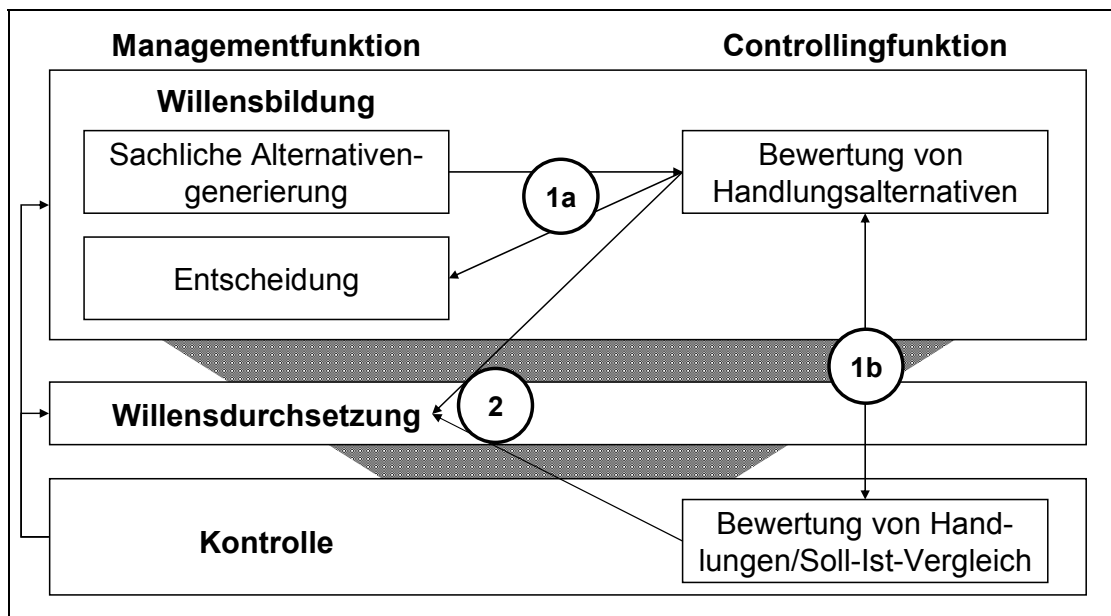 Managementfunktion
Controllingfunktion
Willensbildung
Sachliche Alternativen-
generierung
1a
Bewertung von
Handlungsalternativen
Entscheidung
1b
Willensdurchsetzung
2
Kontrolle
Bewertung von Hand-
lungen/Soll-Ist-Vergleich